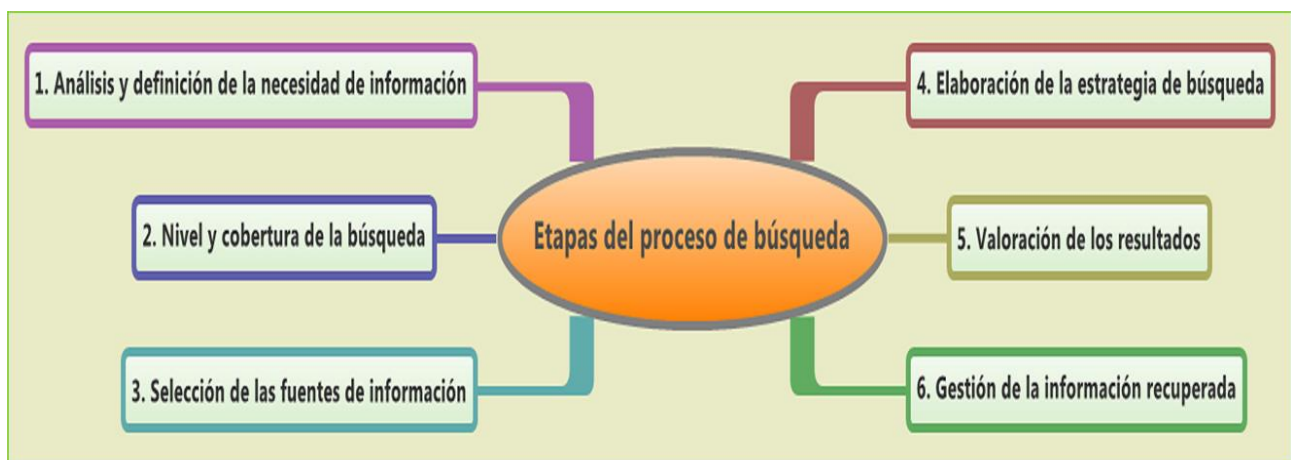 1. Análisis y definición de la necesidad de información
2. Nivel y cobertura de la búsqueda
3. Selección de las fuentes de información
Etapas del proceso de búsqueda
4. Elaboración de la estrategia de búsqueda
5. Valoración de los resultados
6. Gestión de la información recuperada